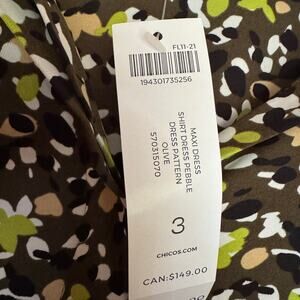 FL11-21
194301735256
MAXI DRESS
SHIRT DRESS PEBBLE
DRESS PATTERN
OLIVE
570315070
3
CHICOS.COM
CAN:$149.00